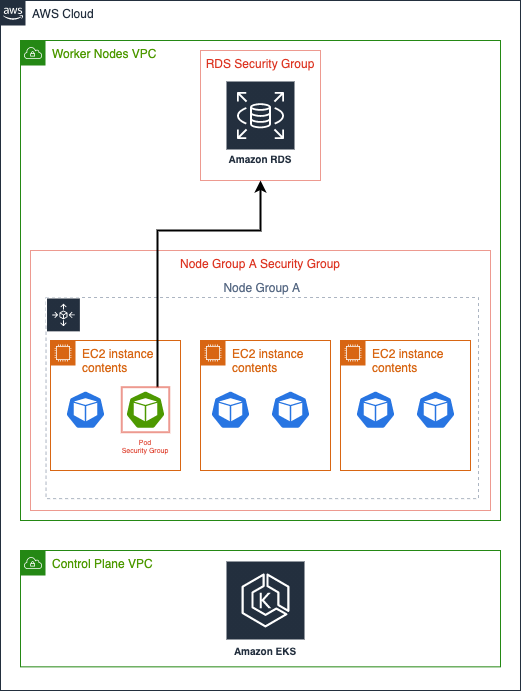 aws
AWS Cloud
Worker Nodes VPC
RDS Security Group
Amazon RDS
Node Group A Security Group
Node Group A
EC2 instance
contents
EC2 instance
contents
EC2 instance
contents
Pod
Security Group
Control Plane VPC
K
Amazon EKS